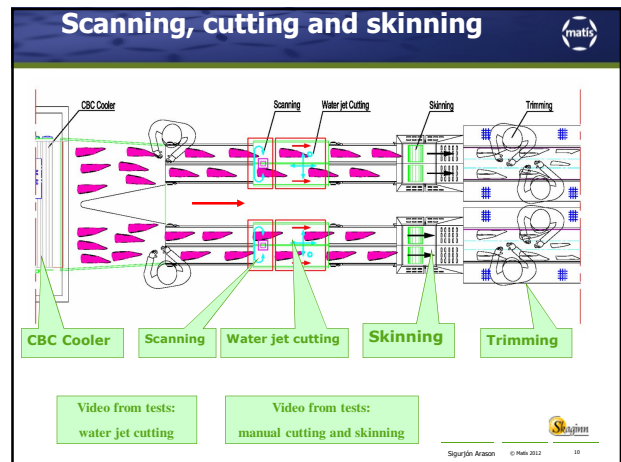 Scanning, cutting and skinning
matis
CBC Cooler
Scanning
Water jet Cutting
Skinning
Trimming
CBC Cooler
Scanning
Water jet cutting
Skinning
Trimming
Video from tests:
water jet cutting
Video from tests:
manual cutting and skinning
Skaginn
Sigurjón Arason
© Matís 2012
10